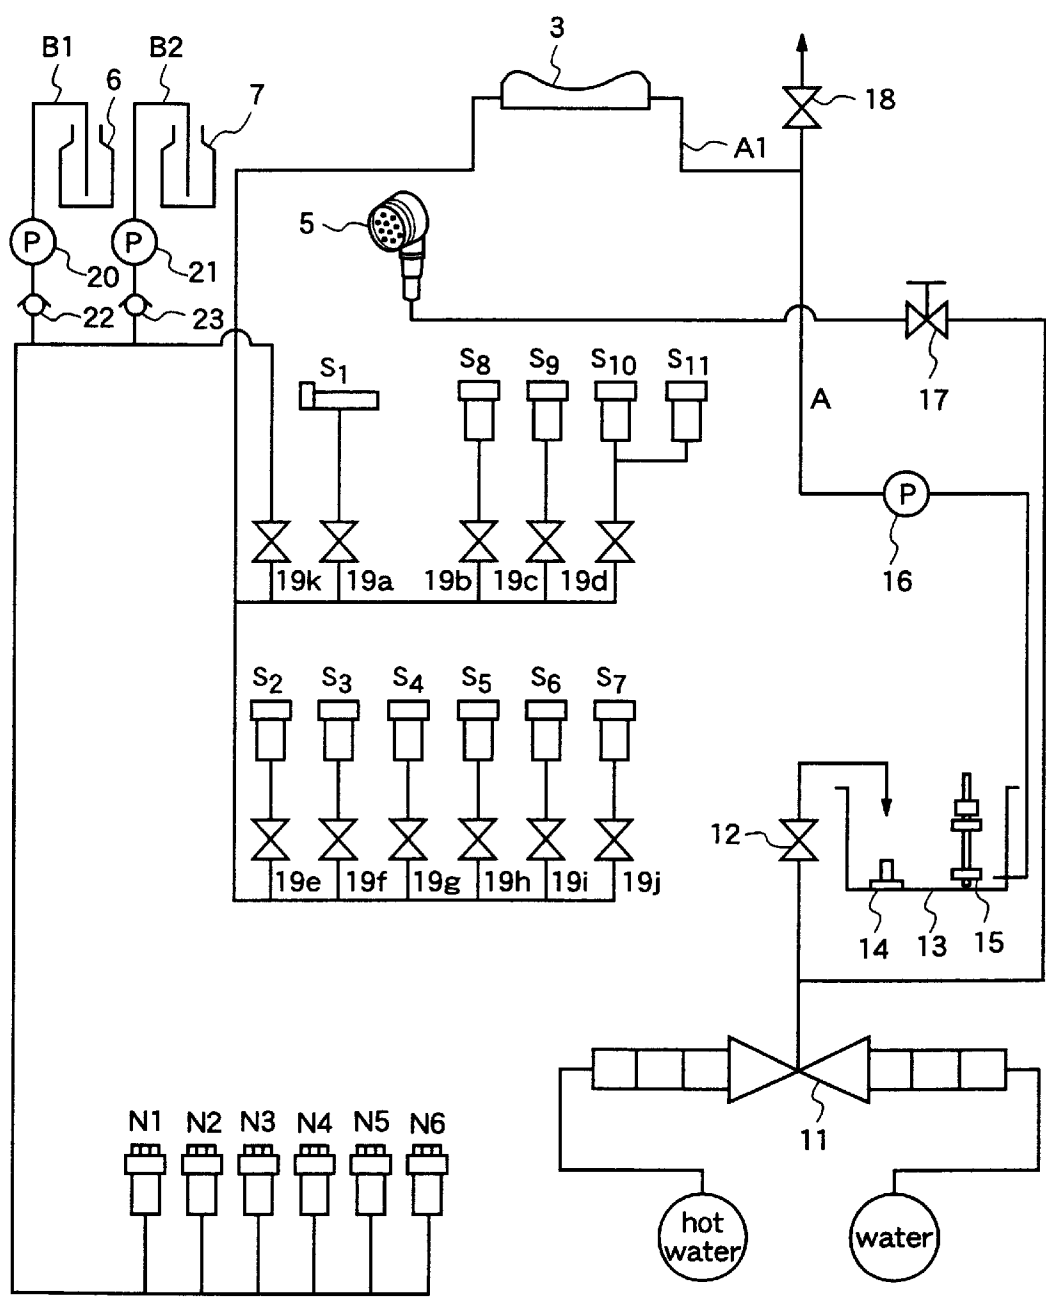 3
B1 B2
6
7
18
A1
5
P P
20 21
22 23
17
S1 S8 S9 S10 S11
A
P
16
19k 19a 19b 19c 19d
S2 S3 S4 S5 S6 S7
12
19e 19f 19g 19h 19i 19j
14 13 15
11
N1 N2 N3 N4 N5 N6
hot
water
water